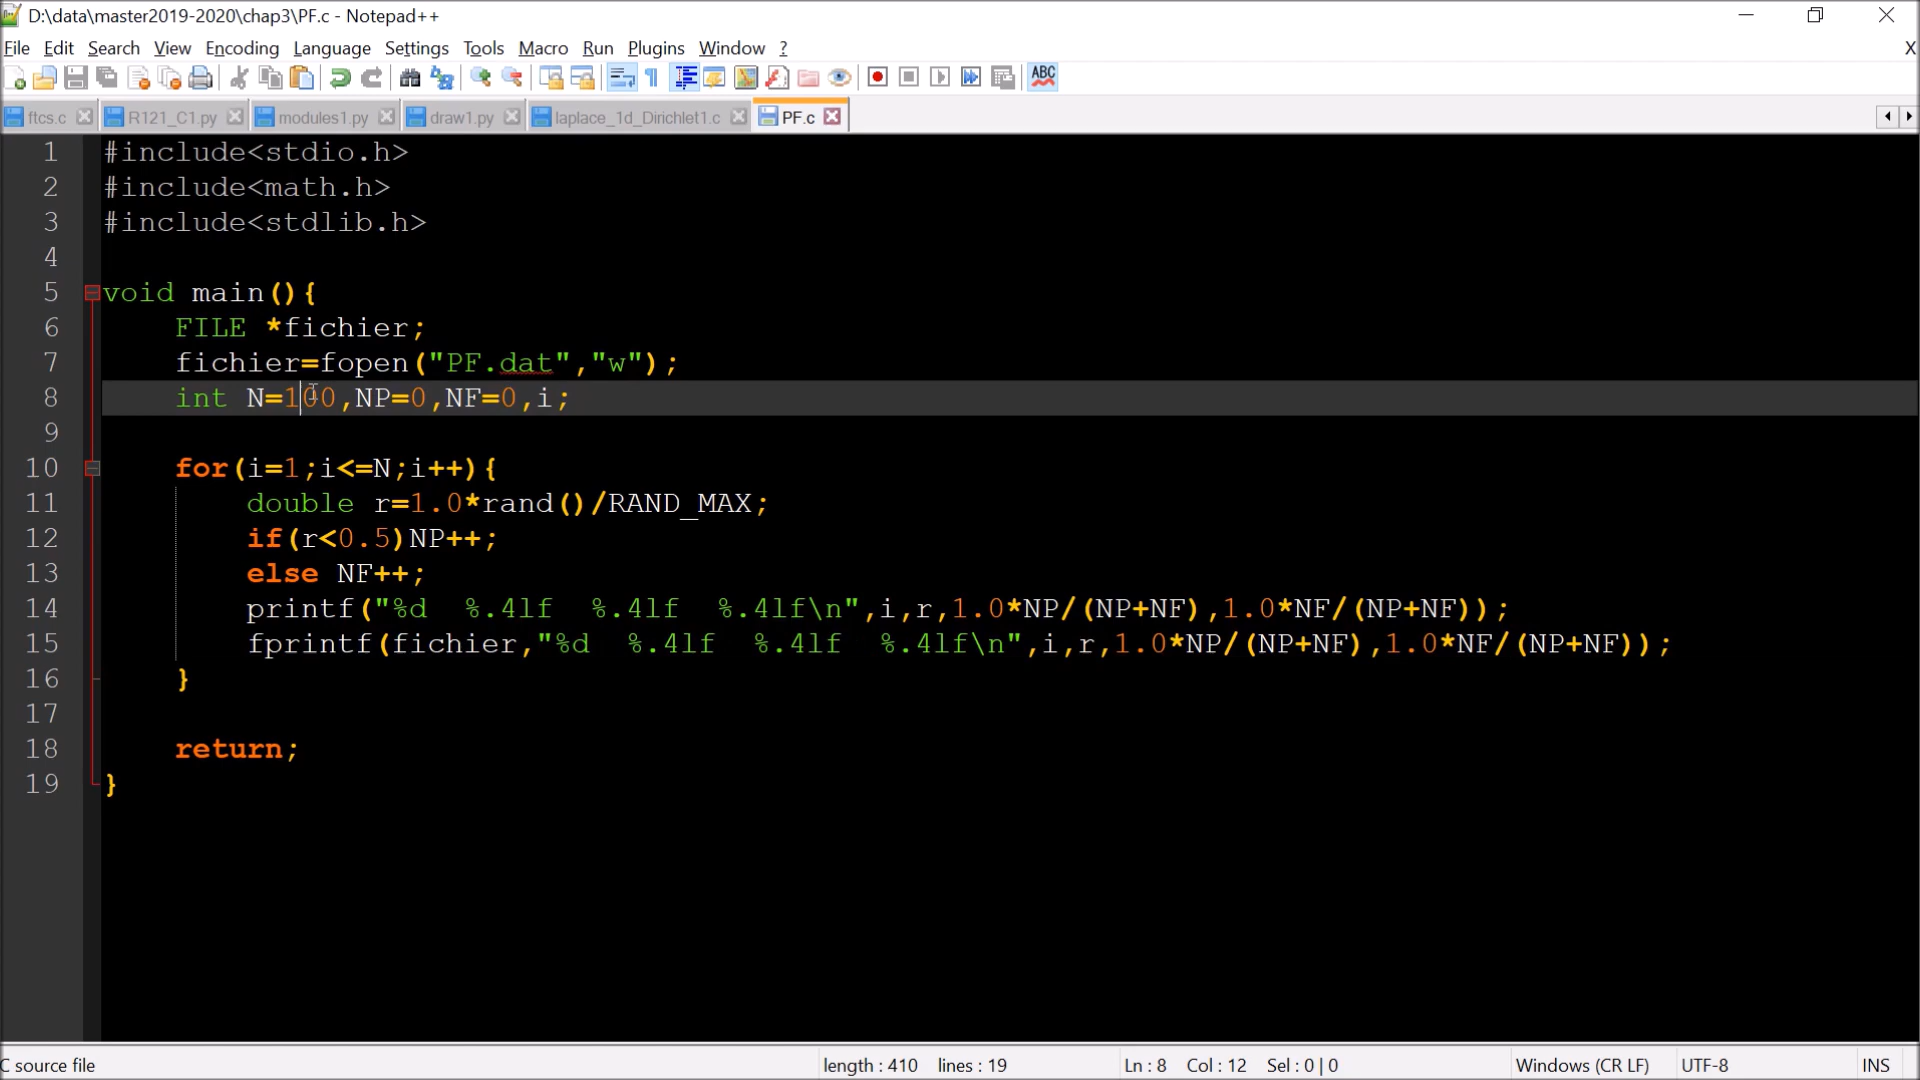 D:\data\master2019-2020\chap3\PF.c - Notepad++
File Edit Search View Encoding Language Settings Tools Macro Run Plugins Window ? X
ABC
ftcs.c R121_C1.py modules1.py draw1.py laplace_1d_Dirichlet1.c PF.c
1 #include<stdio.h>
2 #include<math.h>
3 #include<stdlib.h>
4
5 void main(){
6 FILE *fichier;
7 fichier=fopen("PF.dat","w");
8 int N=100,NP=0,NF=0,i;
9
10 for(i=1;i<=N;i++){
11 double r=1.0*rand()/RAND_MAX;
12 if(r<0.5)NP++;
13 else NF++;
14 printf("%d  %.4lf  %.4lf  %.4lf\n",i,r,1.0*NP/(NP+NF),1.0*NF/(NP+NF));
15 fprintf(fichier,"%d  %.4lf  %.4lf  %.4lf\n",i,r,1.0*NP/(NP+NF),1.0*NF/(NP+NF));
16 }
17
18 return;
19 }
C source file length : 410 lines : 19 Ln : 8 Col : 12 Sel : 0 | 0 Windows (CR LF) UTF-8 INS